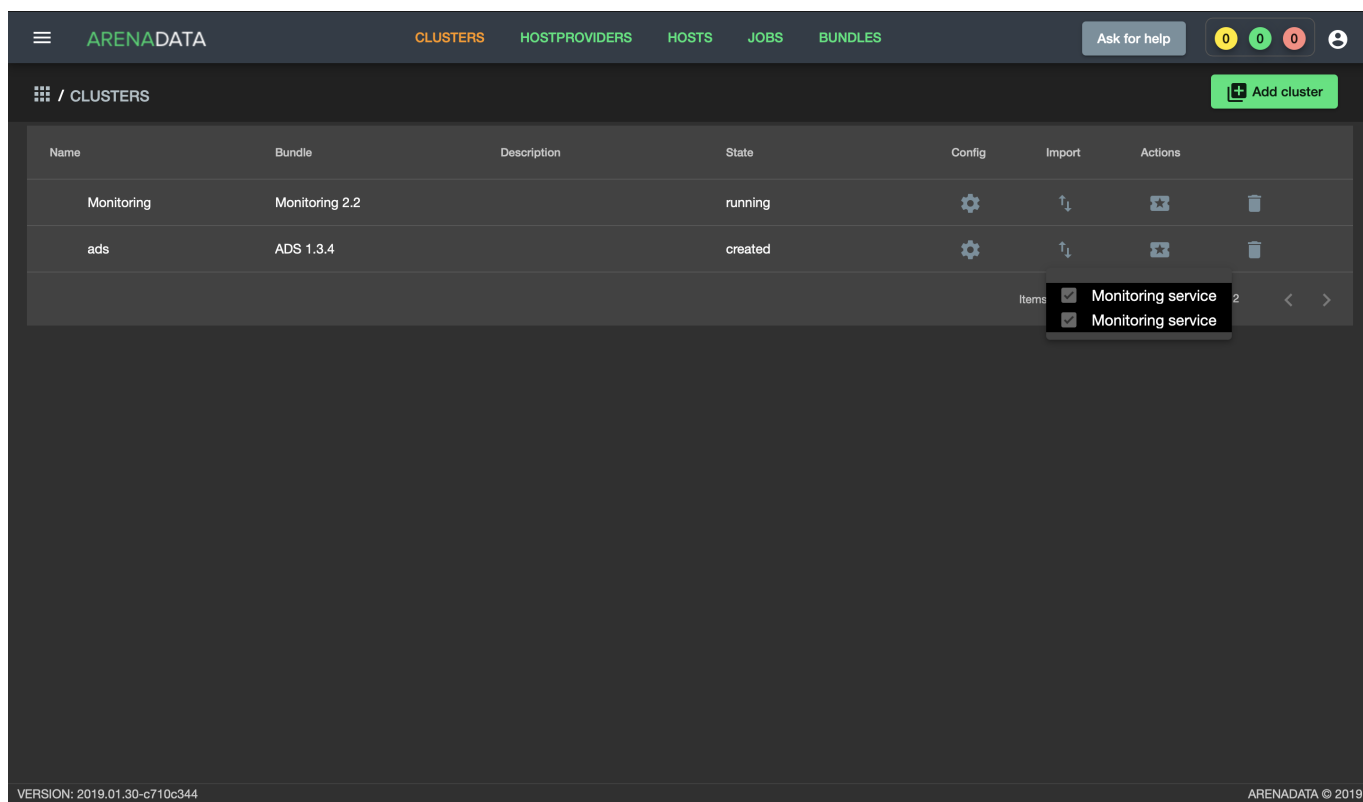 ARENADATA CLUSTERS HOSTPROVIDERS HOSTS JOBS BUNDLES Ask for help 0 0 0
/ CLUSTERS Add cluster
Name Bundle Description State Config Import Actions
Monitoring Monitoring 2.2 running
ads ADS 1.3.4 created
Items 2
Monitoring service
Monitoring service
VERSION: 2019.01.30-c710c344 ARENADATA © 2019